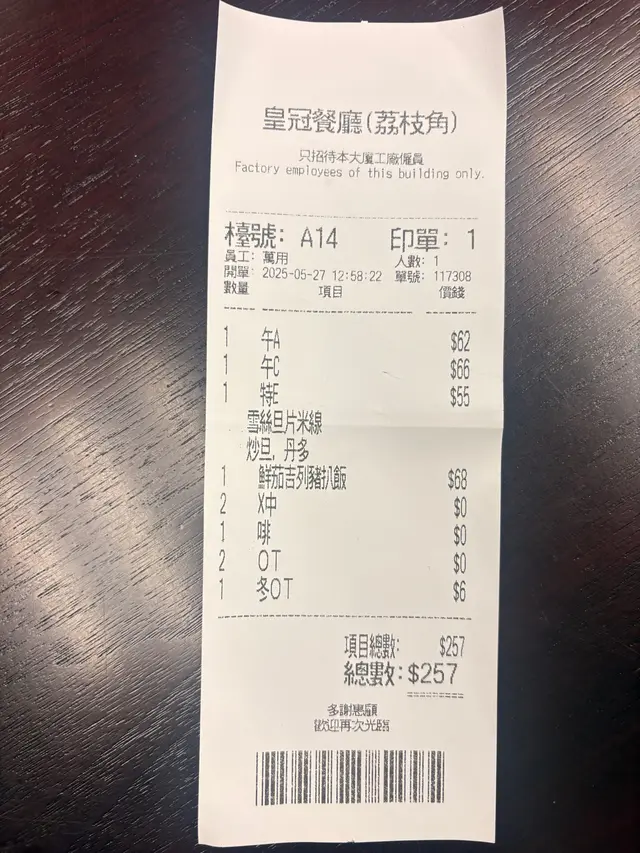 皇冠餐廳(荔枝角)
只招待本大廈工廠僱員
Factory employees of this building only.
檯號: A14 印單: 1
員工: 萬用 人數: 1
開單: 2025-05-27 12:58:22 單號: 117308
數量 項目 價錢
1 午A $62
1 午C $66
1 特E $55
雪絲旦片米線
炒旦, 丹多
1 鮮茄吉列豬扒飯 $68
2 X中 $0
1 啡 $0
2 OT $0
1 冬OT $6
項目總數: $257
總數: $257
多謝惠顧
歡迎再次光臨